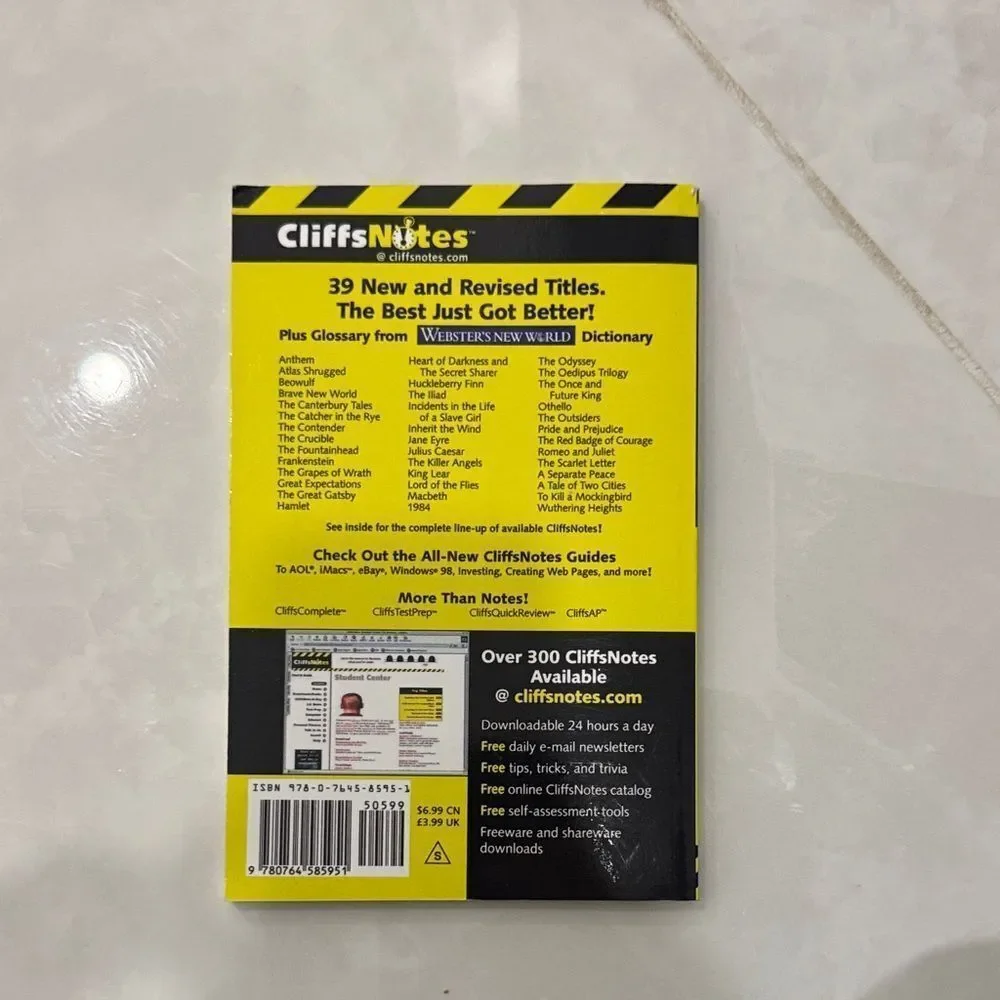 CliffsNotes™
@ cliffsnotes.com
39 New and Revised Titles.
The Best Just Got Better!
Plus Glossary from WEBSTER'S NEW WORLD Dictionary
Anthem
Atlas Shrugged
Beowulf
Brave New World
The Canterbury Tales
The Catcher in the Rye
The Contender
The Crucible
The Fountainhead
Frankenstein
The Grapes of Wrath
Great Expectations
The Great Gatsby
Hamlet
Heart of Darkness and
The Secret Sharer
Huckleberry Finn
The Iliad
Incidents in the Life
of a Slave Girl
Inherit the Wind
Jane Eyre
Julius Caesar
The Killer Angels
King Lear
Lord of the Flies
Macbeth
1984
The Odyssey
The Oedipus Trilogy
The Once and
Future King
Othello
The Outsiders
Pride and Prejudice
The Red Badge of Courage
Romeo and Juliet
The Scarlet Letter
A Separate Peace
A Tale of Two Cities
To Kill a Mockingbird
Wuthering Heights
See inside for the complete line-up of available CliffsNotes!
Check Out the All-New CliffsNotes Guides
To AOL®, iMacs™, eBay®, Windows® 98, Investing, Creating Web Pages, and more!
More Than Notes!
CliffsComplete™ CliffsTestPrep™ CliffsQuickReview™ CliffsAP™
CliffsNotes
Student Center
Over 300 CliffsNotes
Available
@ cliffsnotes.com
Downloadable 24 hours a day
Free daily e-mail newsletters
Free tips, tricks, and trivia
Free online CliffsNotes catalog
Free self-assessment tools
Freeware and shareware
downloads
ISBN 978-0-7645-8595-1
50599
9 780764 585951
$6.99 CN
£3.99 UK
S